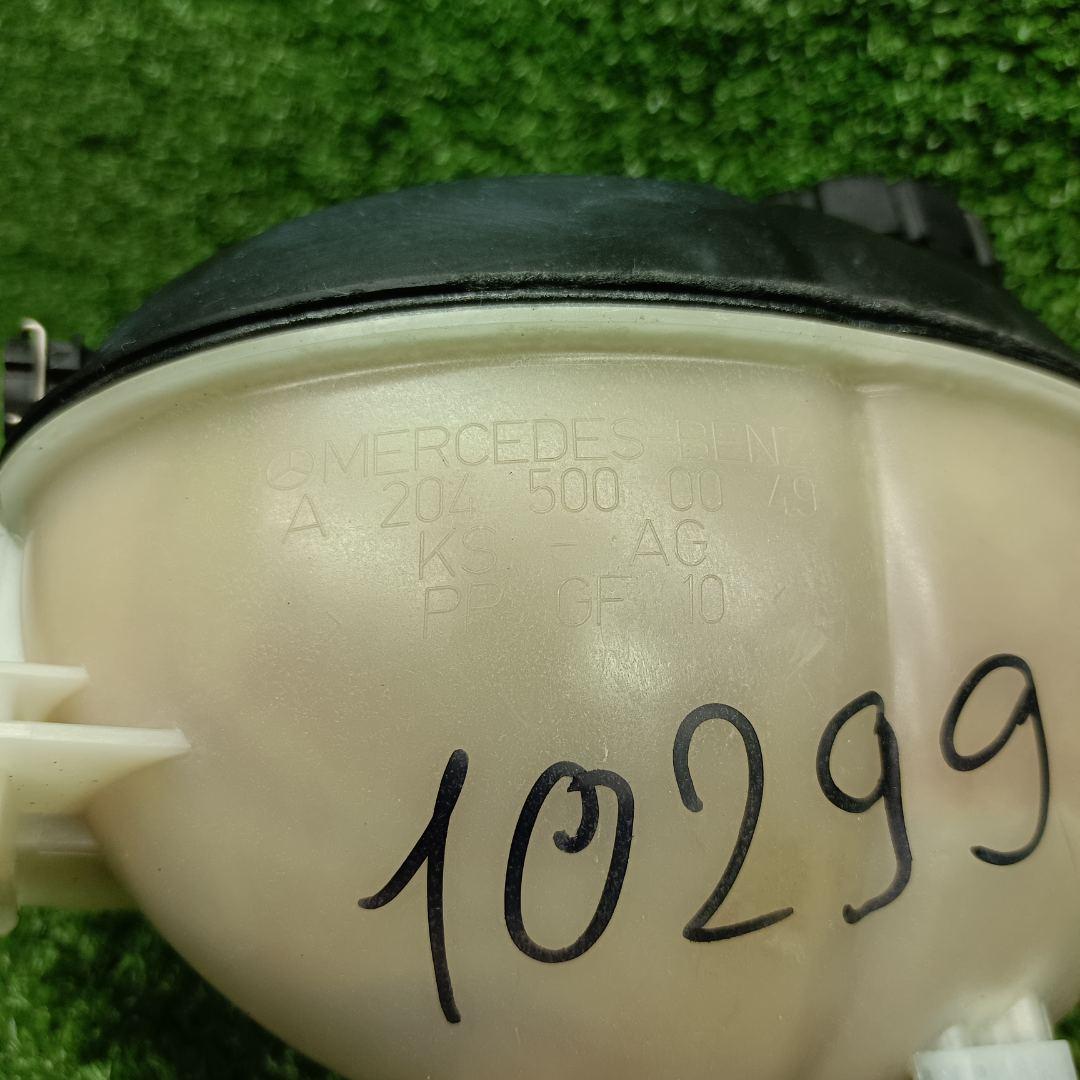 MERCEDES-BENZ
A 204 500 00 49
KS - AG
PP GF 10
10299